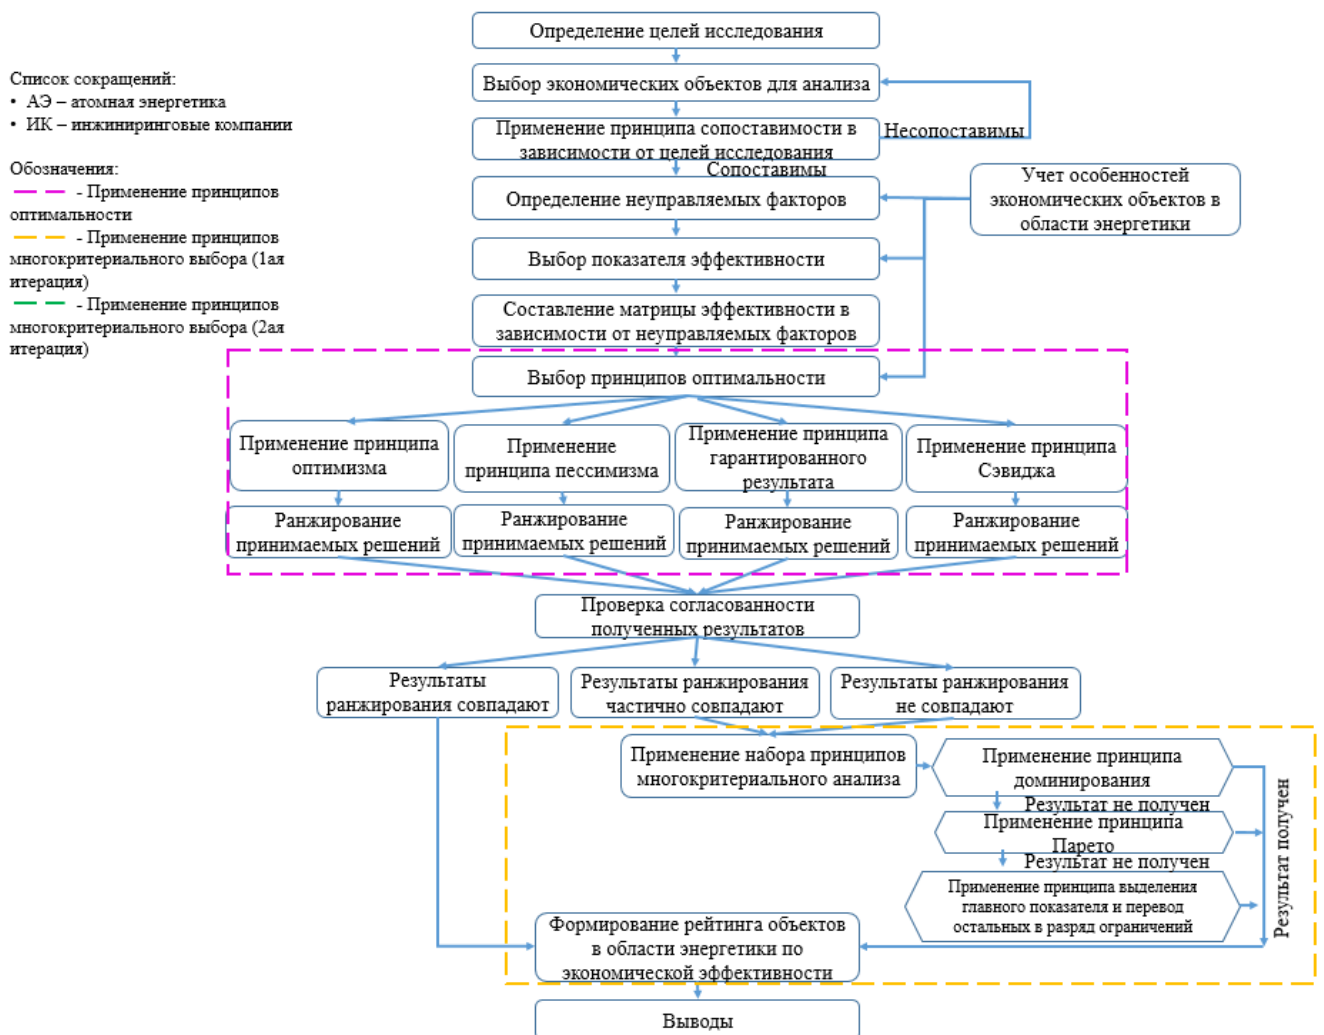 Определение целей исследования
Список сокращений:
• АЭ – атомная энергетика
• ИК – инжиниринговые компании
Обозначения:
- Применение принципов
оптимальности
- Применение принципов
многокритериального выбора (1ая
итерация)
- Применение принципов
многокритериального выбора (2ая
итерация)
Выбор экономических объектов для анализа
Применение принципа сопоставимости в
зависимости от целей исследования
Несопоставимы
Сопоставимы
Определение неуправляемых факторов
Учет особенностей
экономических объектов в
области энергетики
Выбор показателя эффективности
Составление матрицы эффективности в
зависимости от неуправляемых факторов
Выбор принципов оптимальности
Применение принципа
оптимизма
Применение
принципа пессимизма
Применение принципа
гарантированного
результата
Применение принципа
Сэвиджа
Ранжирование
принимаемых решений
Ранжирование
принимаемых решений
Ранжирование
принимаемых решений
Ранжирование
принимаемых решений
Проверка согласованности
полученных результатов
Результаты
ранжирования совпадают
Результаты ранжирования
частично совпадают
Результаты ранжирования
не совпадают
Применение набора принципов
многокритериального анализа
Применение принципа
доминирования
Результат не получен
Применение принципа
Парето
Результат не получен
Применение принципа выделения
главного показателя и перевод
остальных в разряд ограничений
Результат получен
Формирование рейтинга объектов
в области энергетики по
экономической эффективности
Выводы